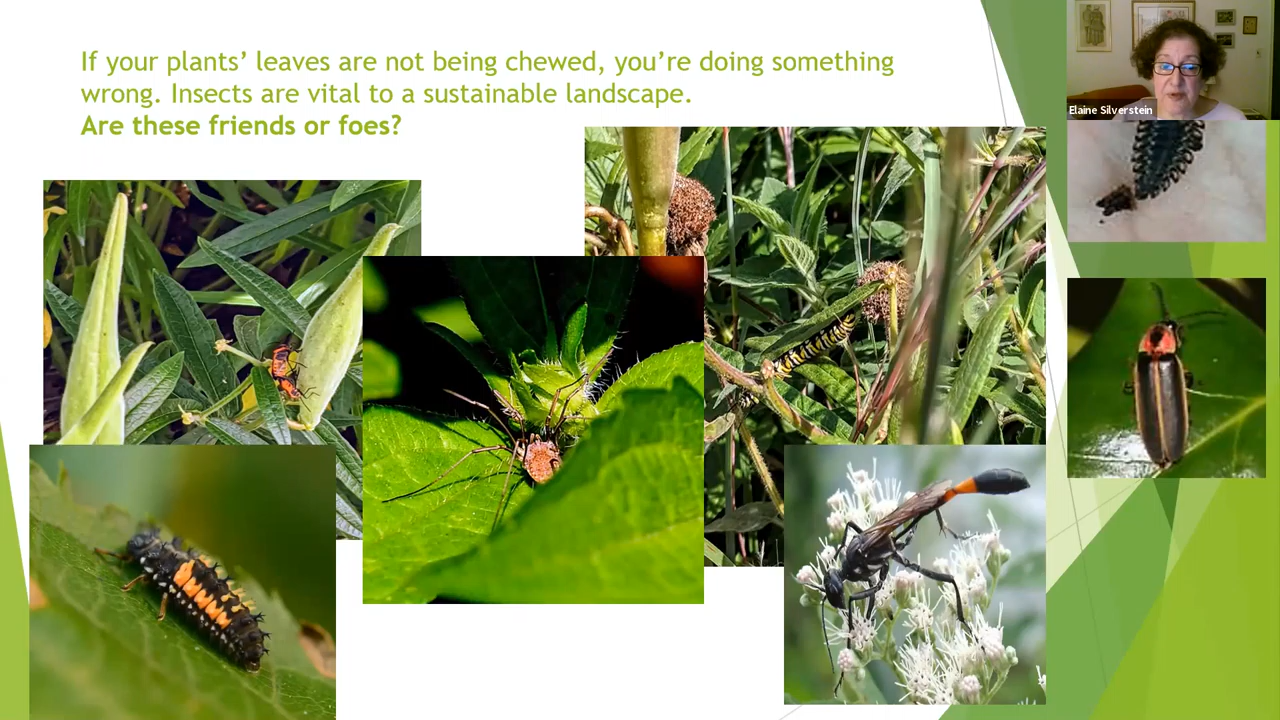 If your plants’ leaves are not being chewed, you’re doing something
wrong. Insects are vital to a sustainable landscape.
Are these friends or foes?
Elaine Silverstein